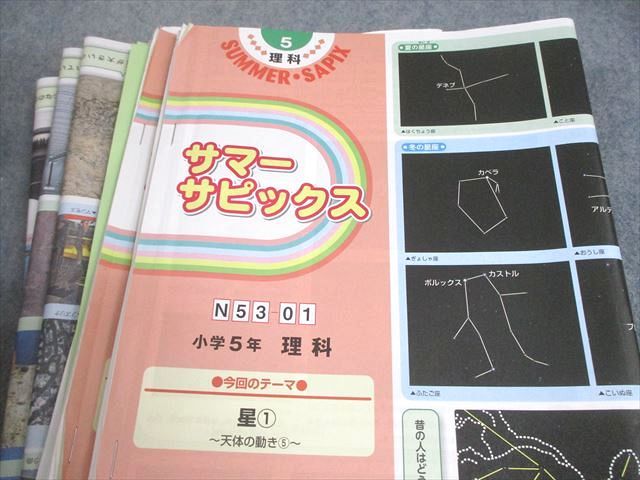 5
理科
SUMMER・SAPIX
サマー
サピックス
N53-01
小学5年 理科
●今回のテーマ●
星①
～天体の動き⑤～
夏の星座
デネブ
▲はくちょう座
▲こと座
冬の星座
カペラ
▲ぎょしゃ座
アルデ
▲おうし座
ポルックス
カストル
▲ふたご座
▲こいぬ座
昔の人はどう